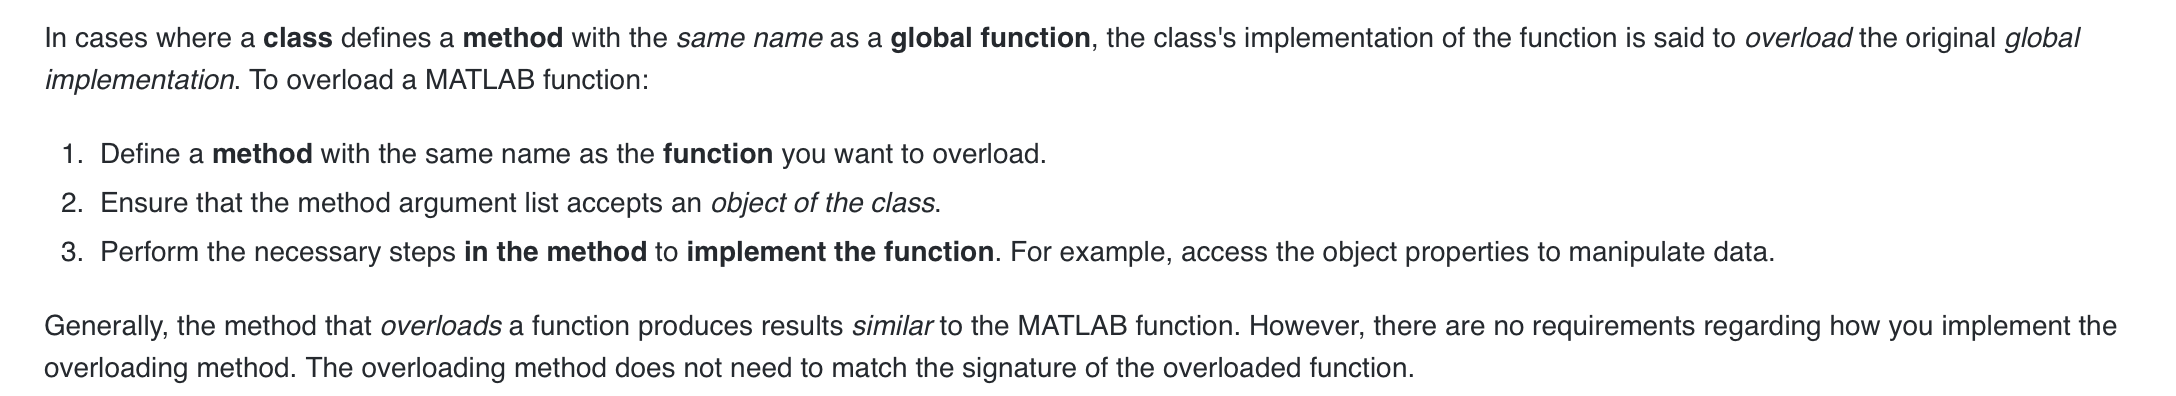 In cases where a class defines a method with the same name as a global function, the class's implementation of the function is said to overload the original global
implementation. To overload a MATLAB function:
1. Define a method with the same name as the function you want to overload.
2. Ensure that the method argument list accepts an object of the class.
3. Perform the necessary steps in the method to implement the function. For example, access the object properties to manipulate data.
Generally, the method that overloads a function produces results similar to the MATLAB function. However, there are no requirements regarding how you implement the
overloading method. The overloading method does not need to match the signature of the overloaded function.